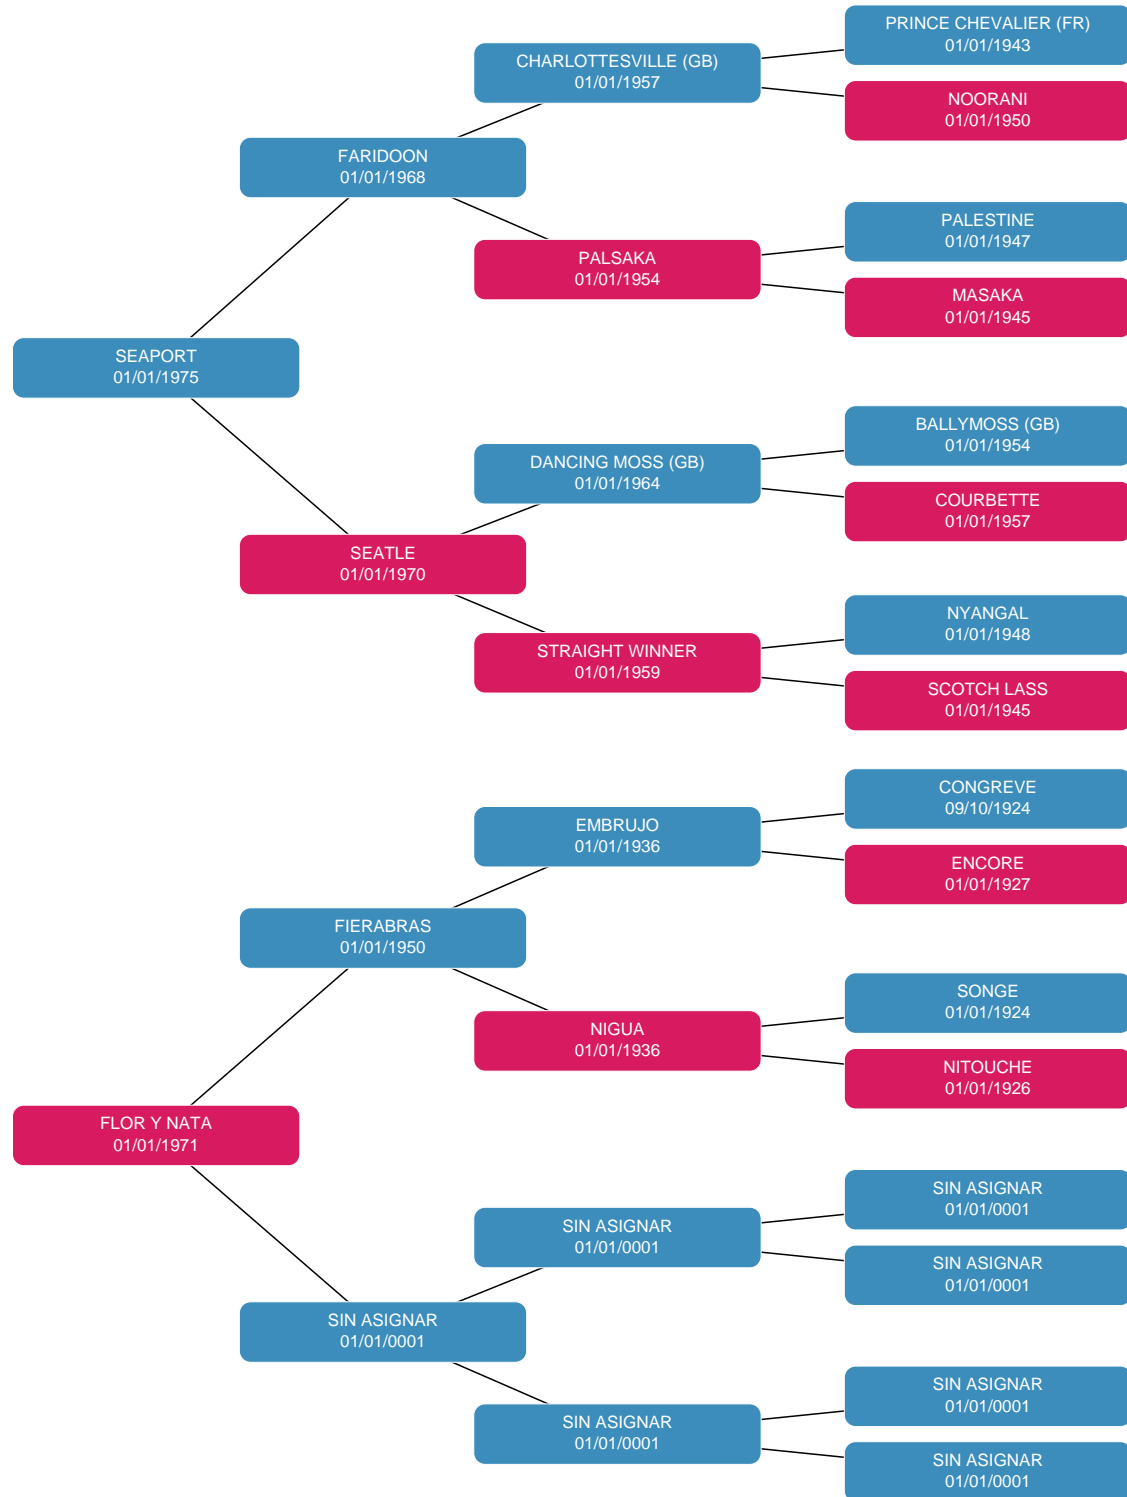 PRINCE CHEVALIER (FR)
01/01/1943
CHARLOTTESVILLE (GB)
01/01/1957
NOORANI
01/01/1950
FARIDOON
01/01/1968
PALESTINE
01/01/1947
PALSAKA
01/01/1954
MASAKA
01/01/1945
SEAPORT
01/01/1975
BALLYMOSS (GB)
01/01/1954
DANCING MOSS (GB)
01/01/1964
COURBETTE
01/01/1957
SEATLE
01/01/1970
NYANGAL
01/01/1948
STRAIGHT WINNER
01/01/1959
SCOTCH LASS
01/01/1945
CONGREVE
09/10/1924
EMBRUJO
01/01/1936
ENCORE
01/01/1927
FIERABRAS
01/01/1950
SONGE
01/01/1924
NIGUA
01/01/1936
NITOUCHE
01/01/1926
FLOR Y NATA
01/01/1971
SIN ASIGNAR
01/01/0001
SIN ASIGNAR
01/01/0001
SIN ASIGNAR
01/01/0001
SIN ASIGNAR
01/01/0001
SIN ASIGNAR
01/01/0001
SIN ASIGNAR
01/01/0001
SIN ASIGNAR
01/01/0001